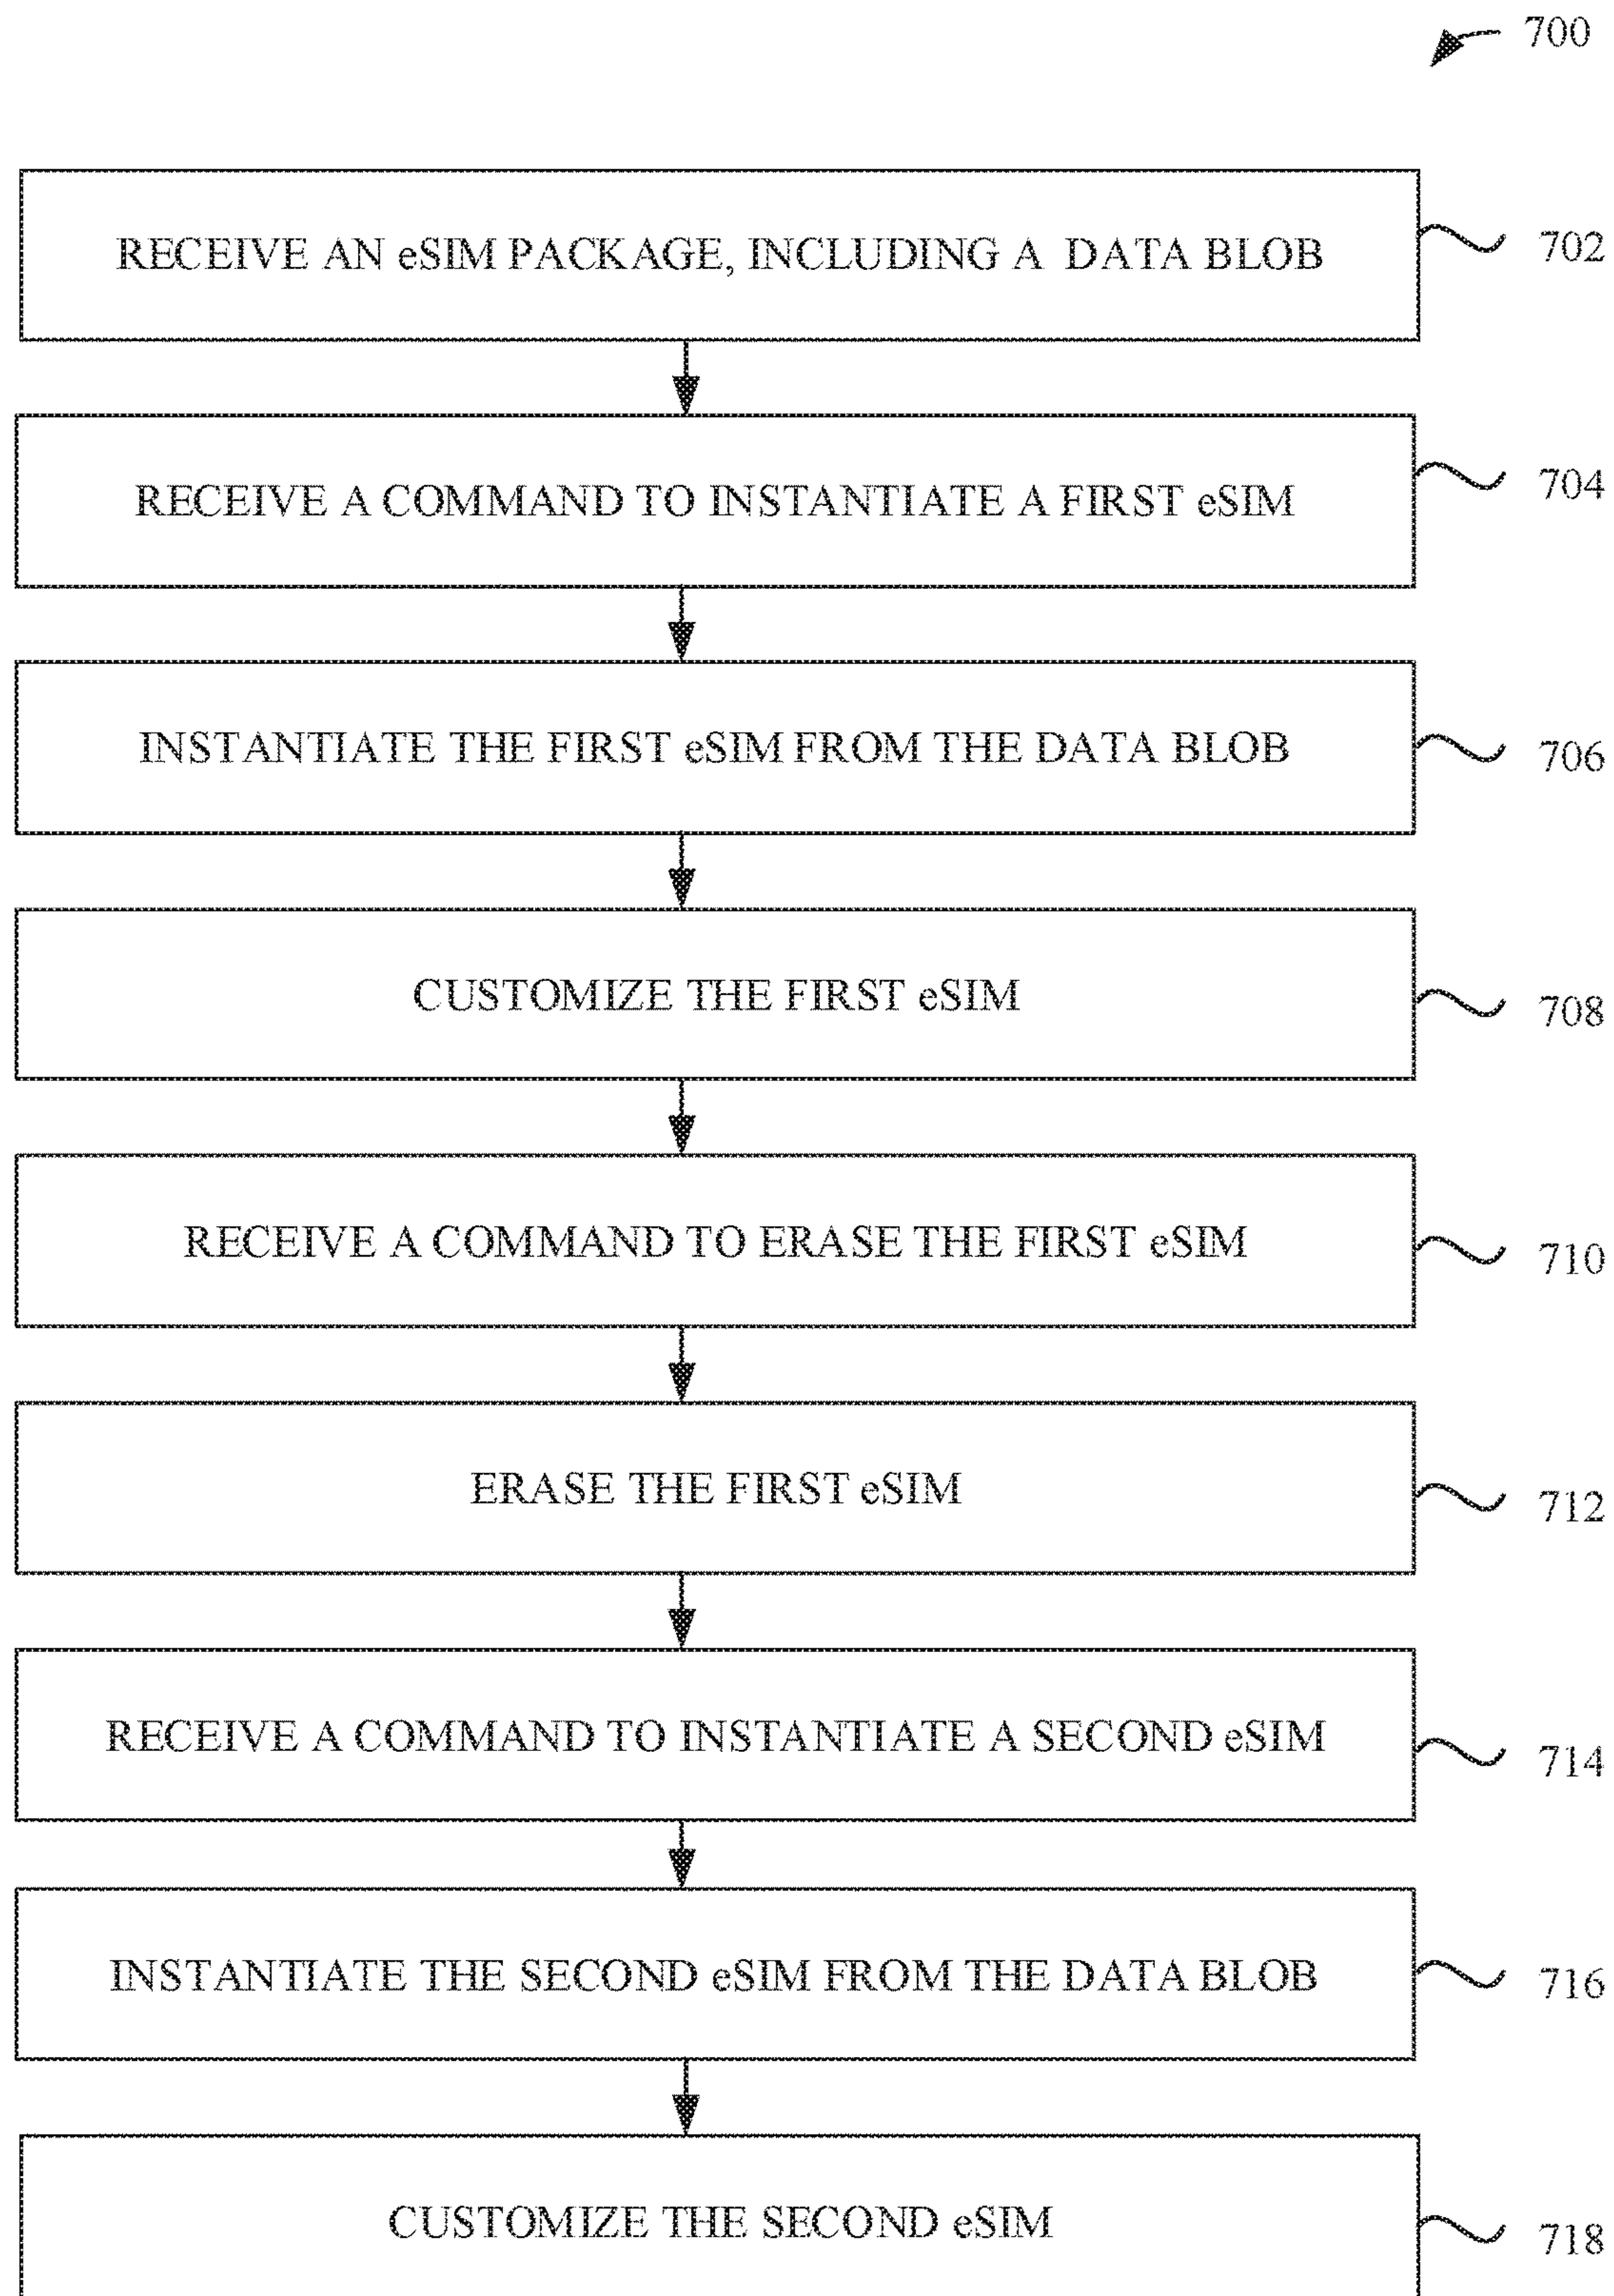 700
RECEIVE AN eSIM PACKAGE, INCLUDING A DATA BLOB
702
RECEIVE A COMMAND TO INSTANTIATE A FIRST eSIM
704
INSTANTIATE THE FIRST eSIM FROM THE DATA BLOB
706
CUSTOMIZE THE FIRST eSIM
708
RECEIVE A COMMAND TO ERASE THE FIRST eSIM
710
ERASE THE FIRST eSIM
712
RECEIVE A COMMAND TO INSTANTIATE A SECOND eSIM
714
INSTANTIATE THE SECOND eSIM FROM THE DATA BLOB
716
CUSTOMIZE THE SECOND eSIM
718